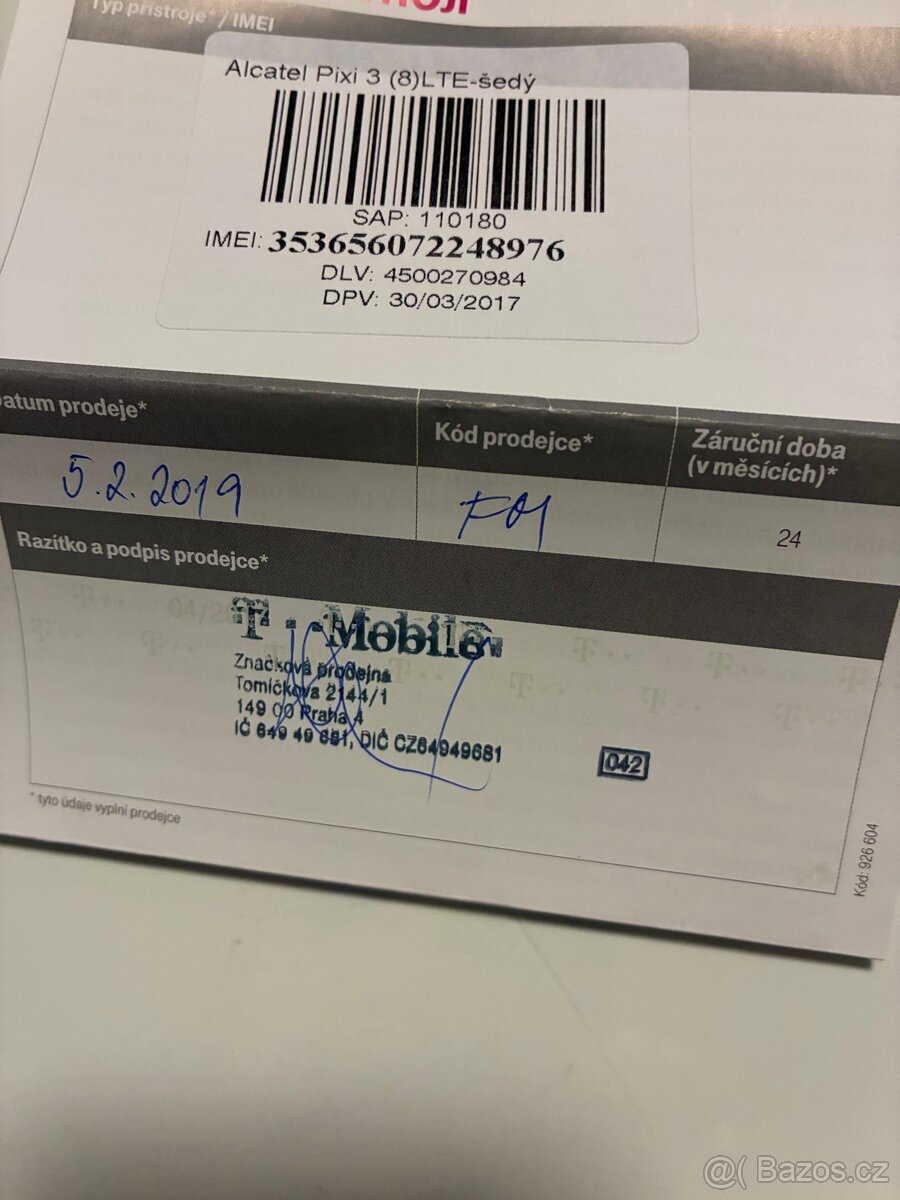 Typ přístroje* / IMEI
Alcatel Pixi 3 (8)LTE-šedý
SAP: 110180
IMEI: 353656072248976
DLV: 4500270984
DPV: 30/03/2017
Datum prodeje*
Kód prodejce*
Záruční doba
(v měsících)*
5.2.2019
24
Razítko a podpis prodejce*
T · · Mobile
Značková prodejna
Tomíčkova 2144/1
149 00 Praha 4
IČ 649 49 681, DIČ CZ64949681
042
* tyto údaje vyplní prodejce
Kód: 926 604
@( Bazos.cz